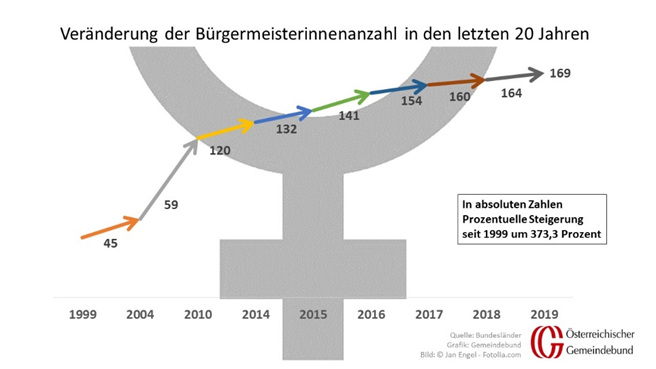 Veränderung der Bürgermeisterinnenanzahl in den letzten 20 Jahren
169
164
160
154
141
132
120
59
45
In absoluten Zahlen
Prozentuelle Steigerung
seit 1999 um 373,3 Prozent
1999 2004 2010 2014 2015 2016 2017 2018 2019
Quelle: Bundesländer
Grafik: Gemeindebund
Bild: © Jan Engel - Fotolia.com
Österreichischer
Gemeindebund